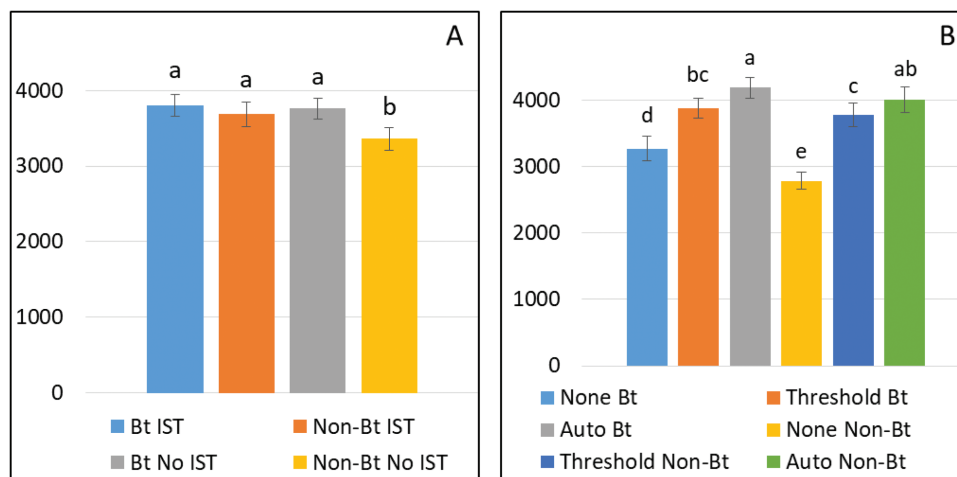 A
a a a b
4000
3000
2000
1000
0
Bt IST Non-Bt IST
Bt No IST Non-Bt No IST
B
d bc a e c ab
4000
3000
2000
1000
0
None Bt Threshold Bt
Auto Bt None Non-Bt
Threshold Non-Bt Auto Non-Bt